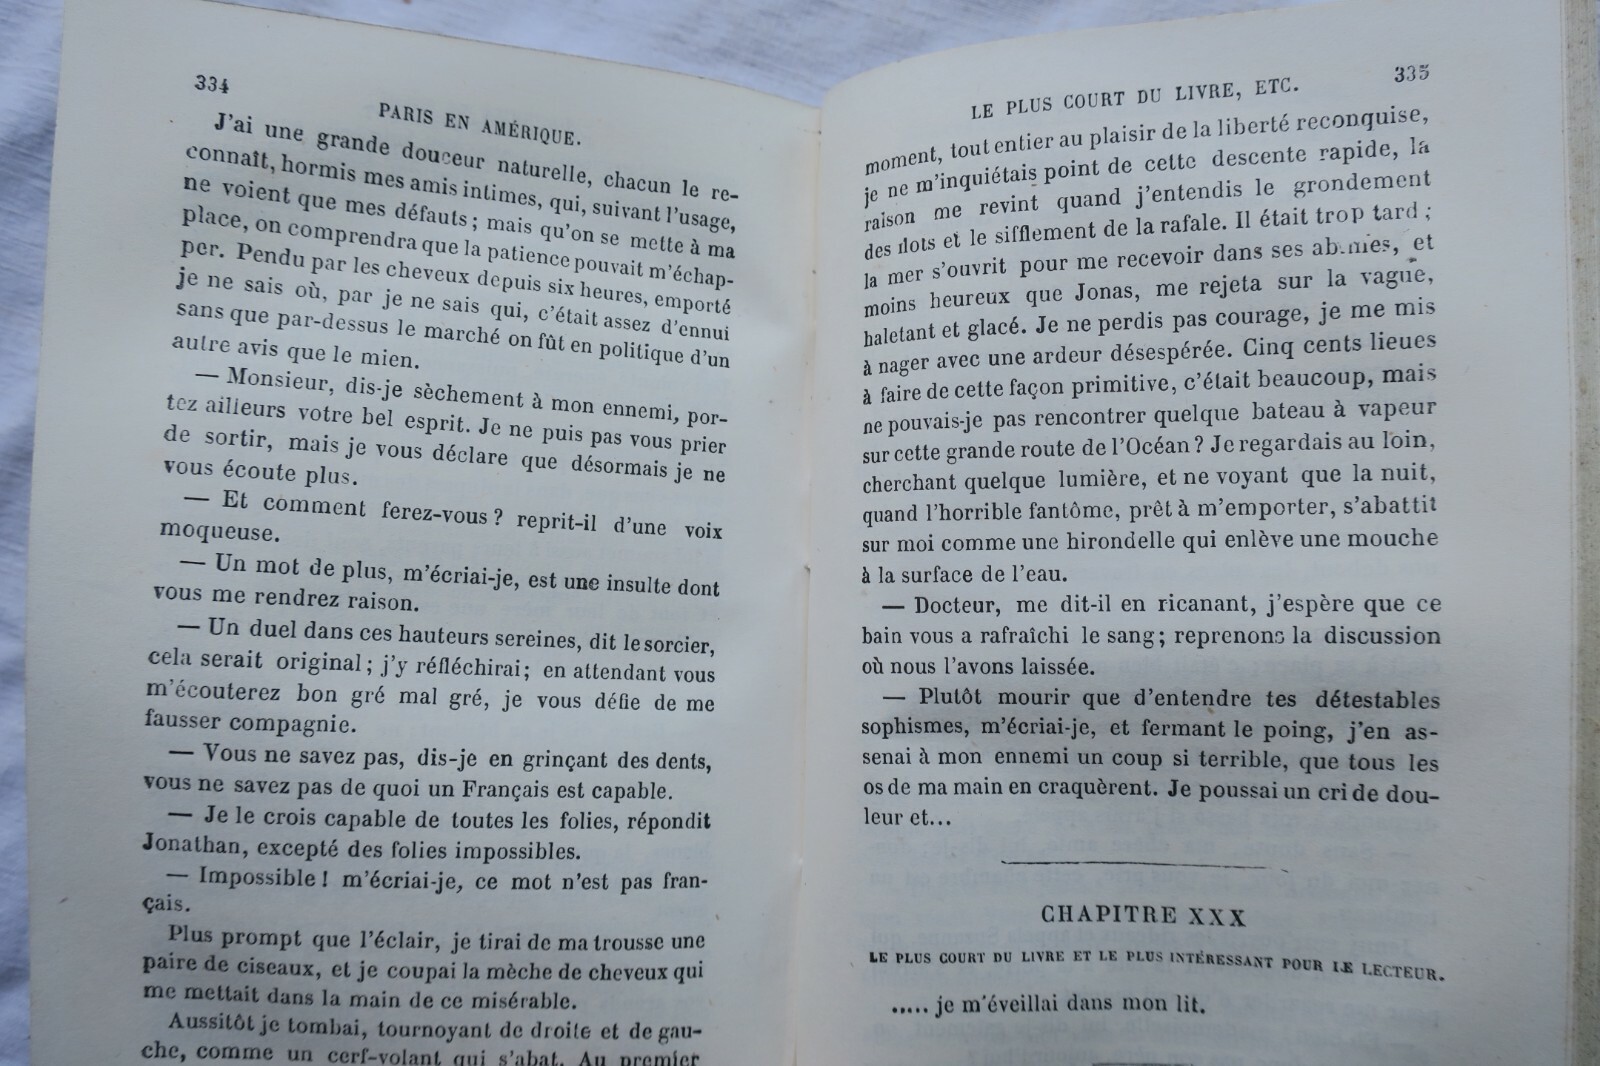 334
PARIS EN AMÉRIQUE.
J'ai une grande douceur naturelle, chacun le re-
connaît, hormis mes amis intimes, qui, suivant l'usage,
ne voient que mes défauts; mais qu'on se mette à ma
place, on comprendra que la patience pouvait m'échap-
per. Pendu par les cheveux depuis six heures, emporté
je ne sais où, par je ne sais qui, c'était assez d'ennui
sans que par-dessus le marché on fût en politique d'un
autre avis que le mien.
— Monsieur, dis-je sèchement à mon ennemi, por-
tez ailleurs votre bel esprit. Je ne puis pas vous prier
de sortir, mais je vous déclare que désormais je ne
vous écoute plus.
— Et comment ferez-vous? reprit-il d'une voix
moqueuse.
— Un mot de plus, m'écriai-je, est une insulte dont
vous me rendrez raison.
— Un duel dans ces hauteurs sereines, dit le sorcier,
cela serait original; j'y réfléchirai; en attendant vous
m'écouterez bon gré mal gré, je vous défie de me
fausser compagnie.
— Vous ne savez pas, dis-je en grinçant des dents,
vous ne savez pas de quoi un Français est capable.
— Je le crois capable de toutes les folies, répondit
Jonathan, excepté des folies impossibles.
— Impossible! m'écriai-je, ce mot n'est pas fran-
çais.
Plus prompt que l'éclair, je tirai de ma trousse une
paire de ciseaux, et je coupai la mèche de cheveux qui
me mettait dans la main de ce misérable.
Aussitôt je tombai, tournoyant de droite et de gau-
che, comme un cerf-volant qui s'abat. Au premier
LE PLUS COURT DU LIVRE, ETC.
335
moment, tout entier au plaisir de la liberté reconquise,
je ne m'inquiétais point de cette descente rapide, la
raison me revint quand j'entendis le grondement
des flots et le sifflement de la rafale. Il était trop tard;
la mer s'ouvrit pour me recevoir dans ses abîmes, et
moins heureux que Jonas, me rejeta sur la vague,
haletant et glacé. Je ne perdis pas courage, je me mis
à nager avec une ardeur désespérée. Cinq cents lieues
à faire de cette façon primitive, c'était beaucoup, mais
ne pouvais-je pas rencontrer quelque bateau à vapeur
sur cette grande route de l'Océan? Je regardais au loin,
cherchant quelque lumière, et ne voyant que la nuit,
quand l'horrible fantôme, prêt à m'emporter, s'abattit
sur moi comme une hirondelle qui enlève une mouche
à la surface de l'eau.
— Docteur, me dit-il en ricanant, j'espère que ce
bain vous a rafraîchi le sang; reprenons la discussion
où nous l'avons laissée.
— Plutôt mourir que d'entendre tes détestables
sophismes, m'écriai-je, et fermant le poing, j'en as-
senai à mon ennemi un coup si terrible, que tous les
os de ma main en craquèrent. Je poussai un cri de dou-
leur et...
CHAPITRE XXX
LE PLUS COURT DU LIVRE ET LE PLUS INTÉRESSANT POUR LE LECTEUR.
..... je m'éveillai dans mon lit.